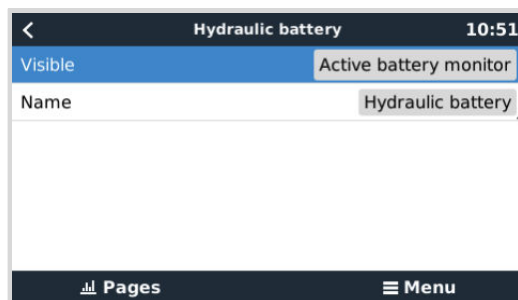 Hydraulic battery 10:51
Visible Active battery monitor
Name Hydraulic battery
Pages Menu